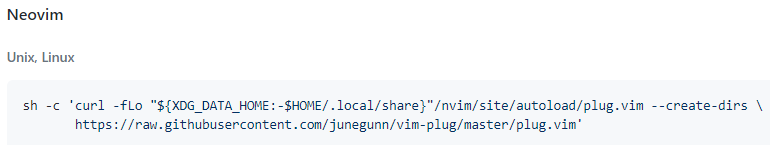 Neovim
Unix, Linux
sh -c 'curl -fLo "${XDG_DATA_HOME:-$HOME/.local/share}"/nvim/site/autoload/plug.vim --create-dirs \
https://raw.githubusercontent.com/junegunn/vim-plug/master/plug.vim'